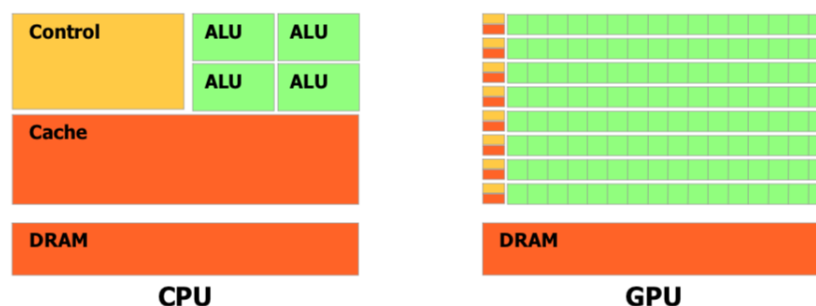 Control
ALU ALU
ALU ALU
Cache
DRAM
CPU
DRAM
GPU